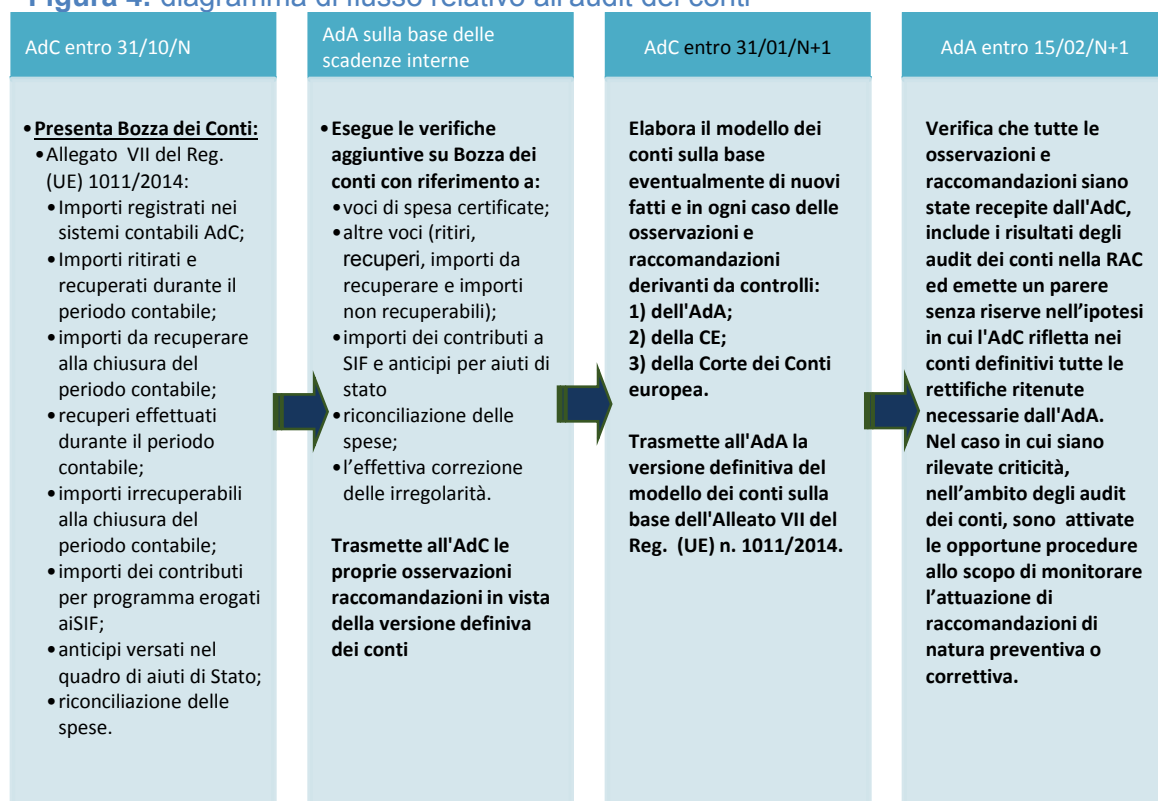 Figura 4: diagramma di flusso relativo all'audit dei conti
AdC entro 31/10/N
•Presenta Bozza dei Conti:
•Allegato VII del Reg.
(UE) 1011/2014:
•Importi registrati nei
sistemi contabili AdC;
•Importi ritirati e
recuperati durante il
periodo contabile;
•importi da recuperare
alla chiusura del
periodo contabile;
•recuperi effettuati
durante il periodo
contabile;
•importi irrecuperabili
alla chiusura del
periodo contabile;
•importi dei contributi
per programma erogati
aiSIF;
•anticipi versati nel
quadro di aiuti di Stato;
•riconciliazione delle
spese.
AdA sulla base delle
scadenze interne
•Esegue le verifiche
aggiuntive su Bozza dei
conti con riferimento a:
•voci di spesa certificate;
•altre voci (ritiri,
recuperi, importi da
recuperare e importi
non recuperabili);
•importi dei contributi a
SIF e anticipi per aiuti di
stato
•riconciliazione delle
spese;
•l'effettiva correzione
delle irregolarità.
Trasmette all'AdC le
proprie osservazioni
raccomandazioni in vista
della versione definiva
dei conti
AdC entro 31/01/N+1
Elabora il modello dei
conti sulla base
eventualmente di nuovi
fatti e in ogni caso delle
osservazioni e
raccomandazioni
derivanti da controlli:
1) dell'AdA;
2) della CE;
3) della Corte dei Conti
europea.
Trasmette all'AdA la
versione definitiva del
modello dei conti sulla
base dell'Alleato VII del
Reg. (UE) n. 1011/2014.
AdA entro 15/02/N+1
Verifica che tutte le
osservazioni e
raccomandazioni siano
state recepite dall'AdC,
include i risultati degli
audit dei conti nella RAC
ed emette un parere
senza riserve nell'ipotesi
in cui l'AdC rifletta nei
conti definitivi tutte le
rettifiche ritenute
necessarie dall'AdA.
Nel caso in cui siano
rilevate criticità,
nell'ambito degli audit
dei conti, sono attivate
le opportune procedure
allo scopo di monitorare
l'attuazione di
raccomandazioni di
natura preventiva o
correttiva.